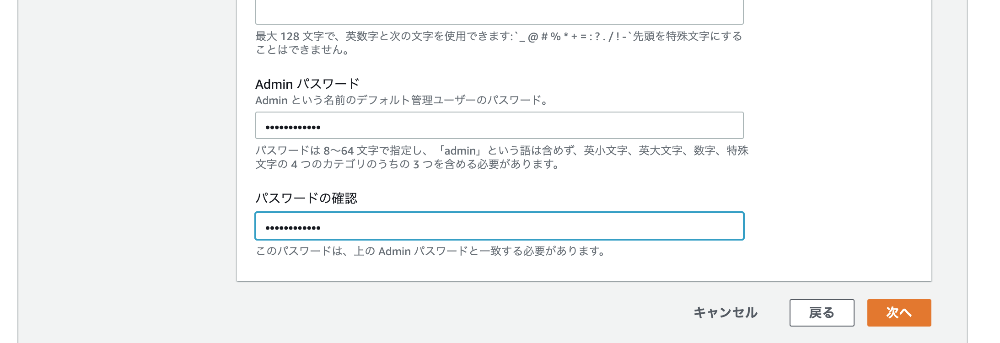 最大 128 文字で、英数字と次の文字を使用できます:`_ @ # % * + = : ? . / ! -`先頭を特殊文字にする
ことはできません。
Admin パスワード
Admin という名前のデフォルト管理ユーザーのパスワード。
••••••••••••
パスワードは 8〜64 文字で指定し、「admin」という語は含めず、英小文字、英大文字、数字、特殊
文字の 4 つのカテゴリのうちの 3 つを含める必要があります。
パスワードの確認
••••••••••••
このパスワードは、上の Admin パスワードと一致する必要があります。
キャンセル 戻る 次へ